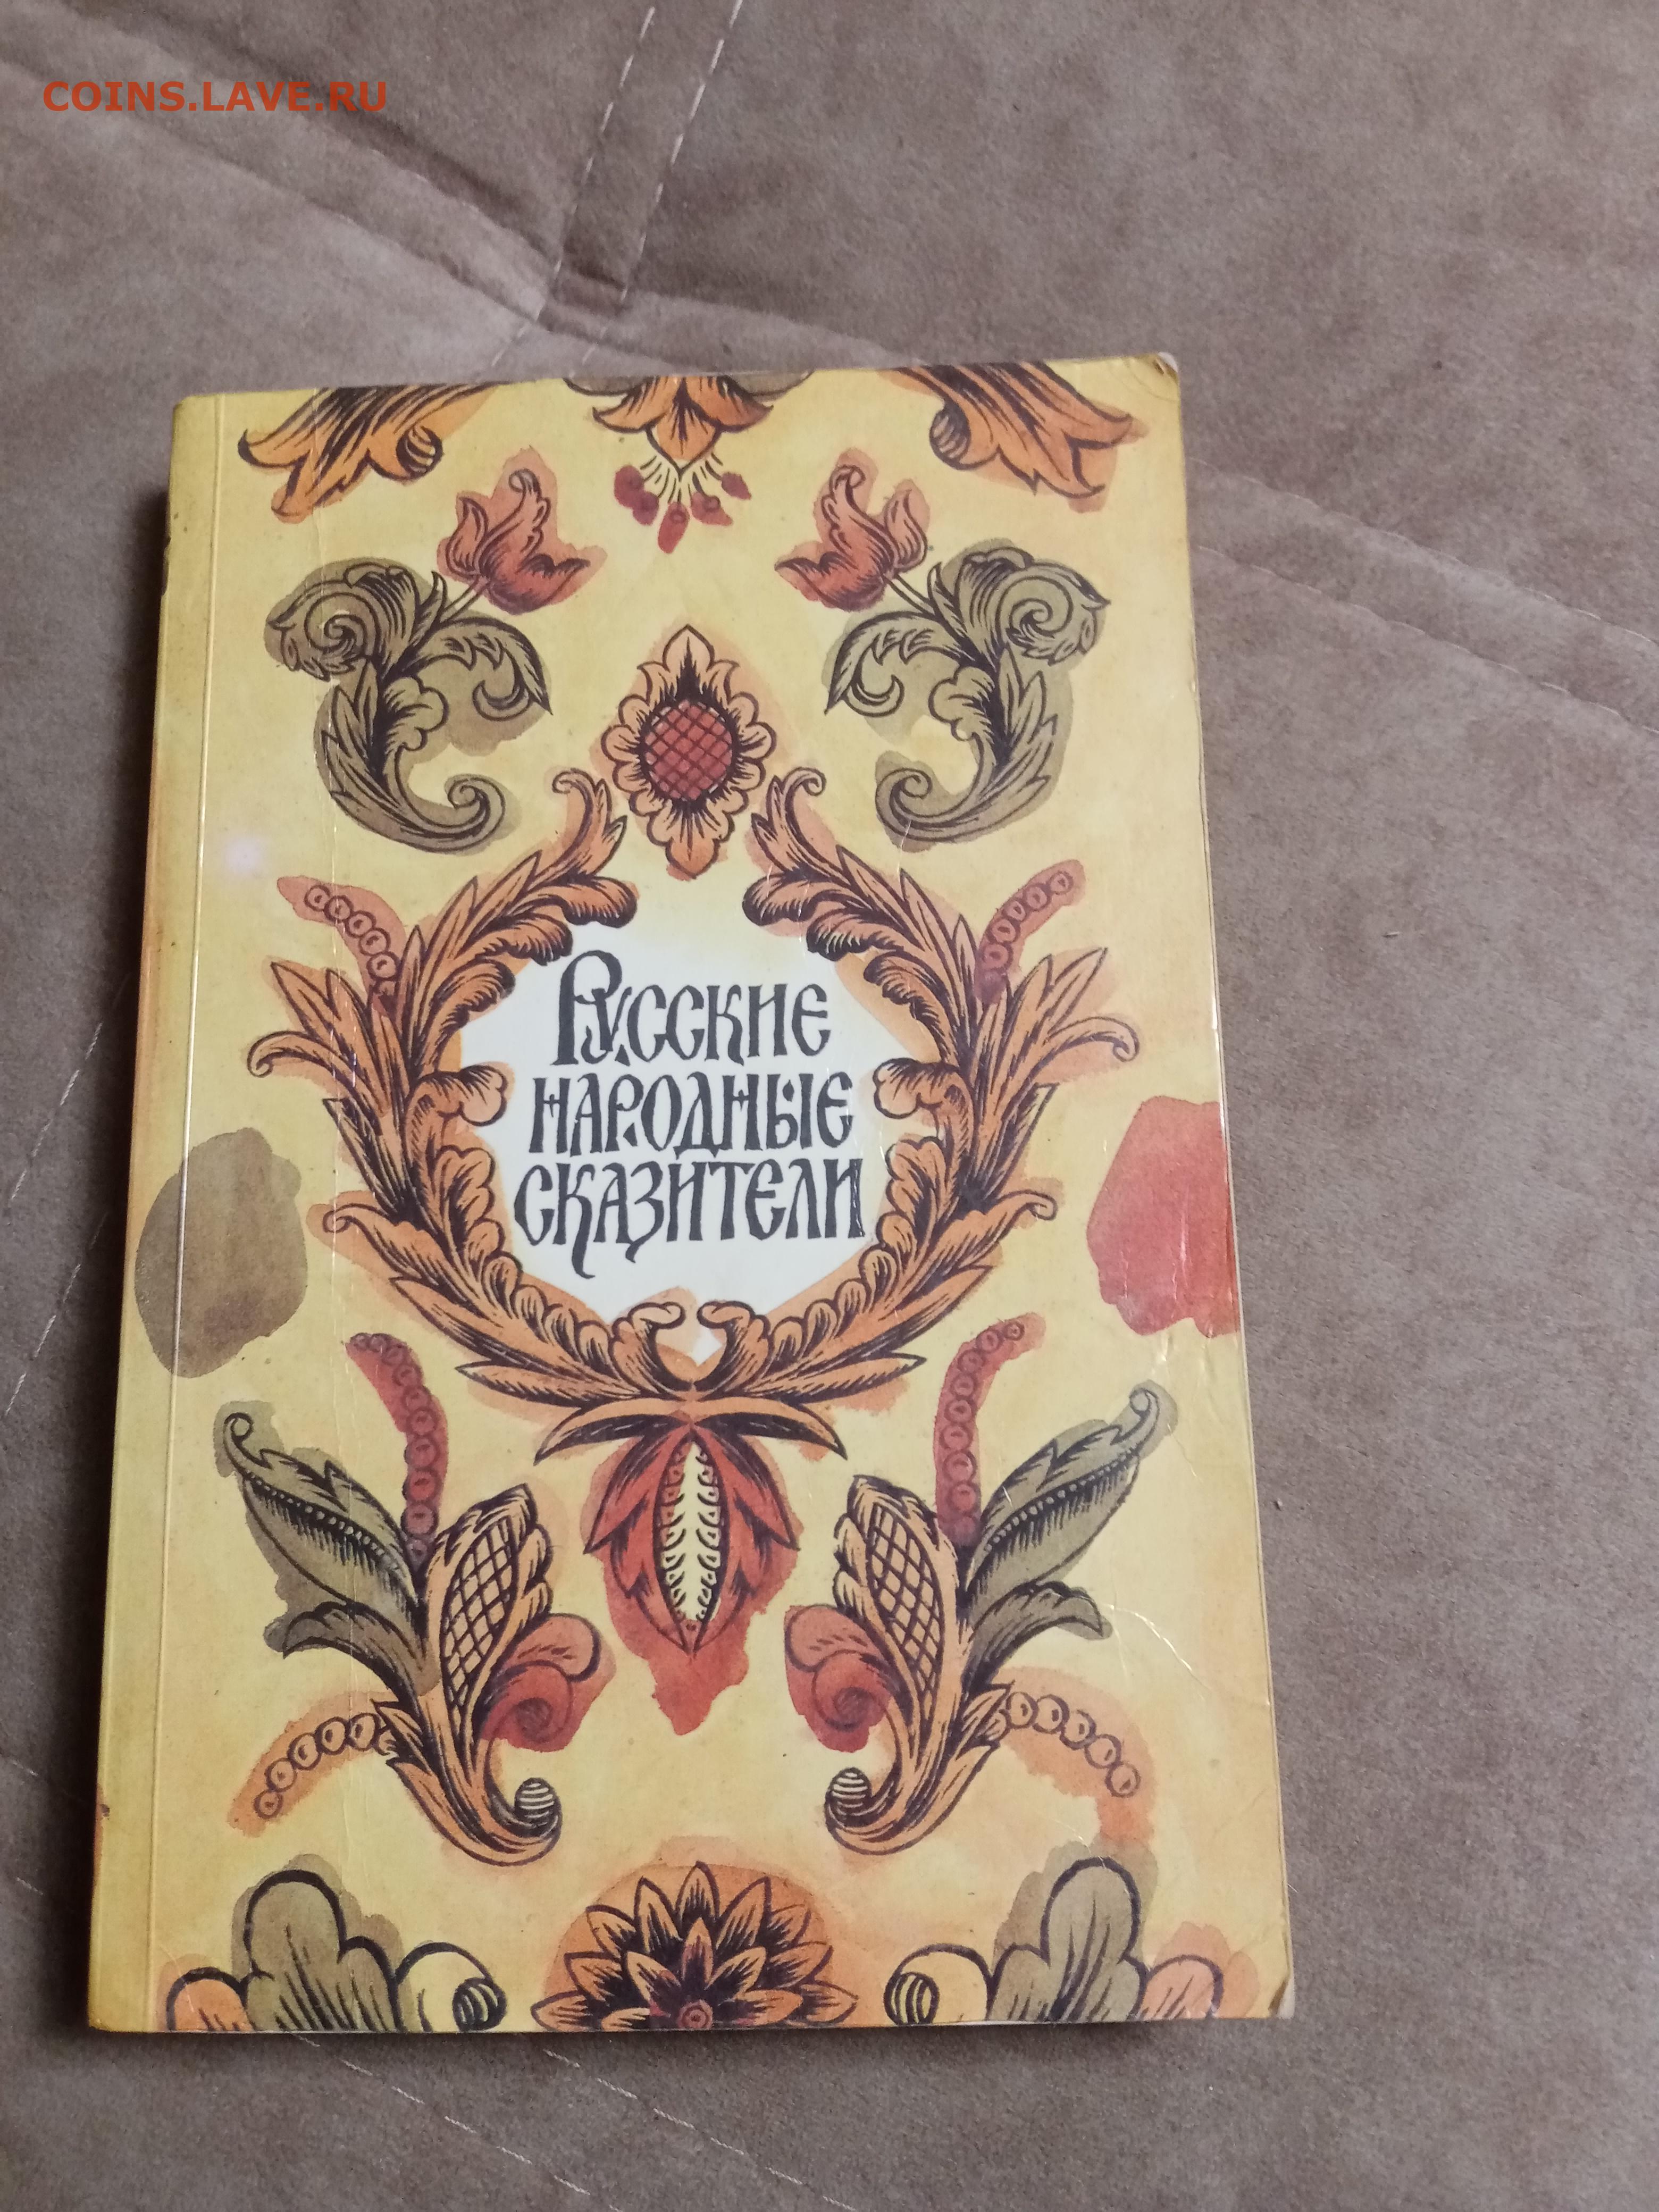 COINS.LAVE.RU
Русские
народные
сказители